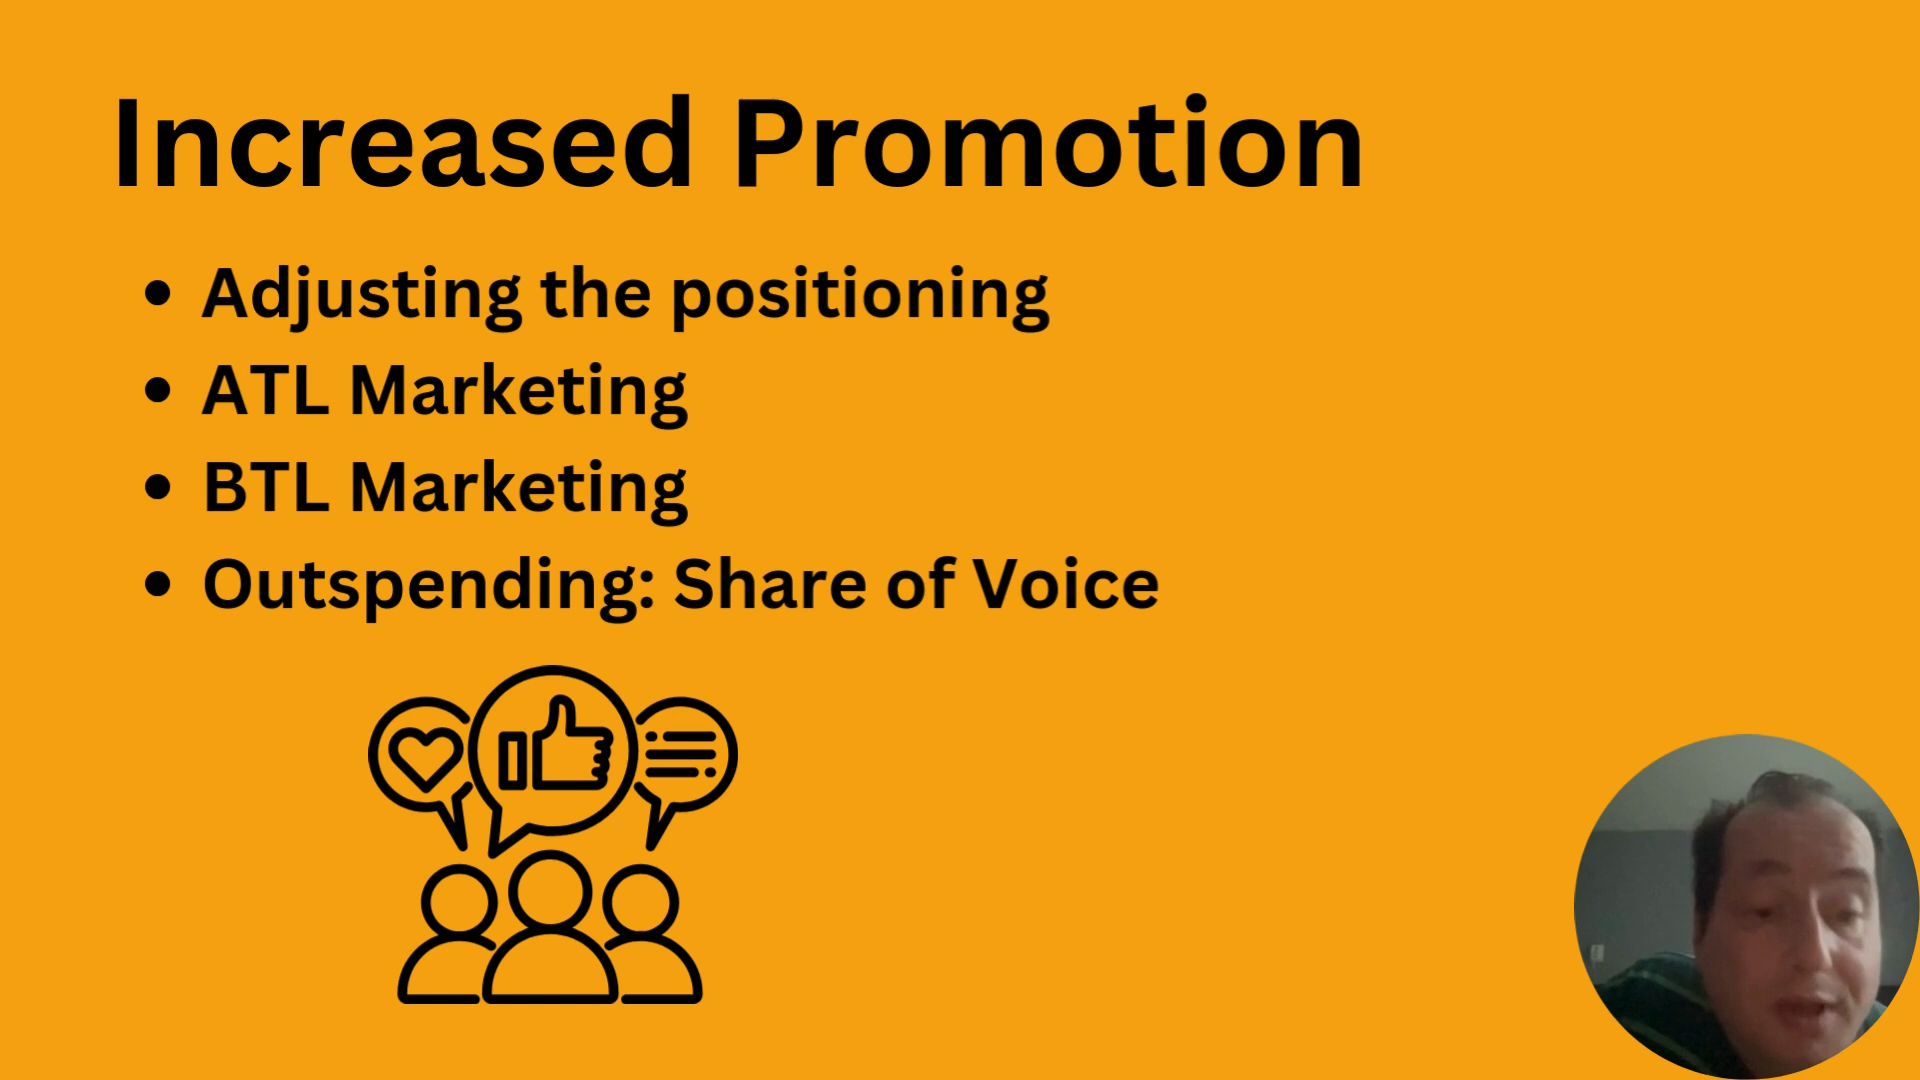 Increased Promotion
Adjusting the positioning
ATL Marketing
BTL Marketing
Outspending: Share of Voice